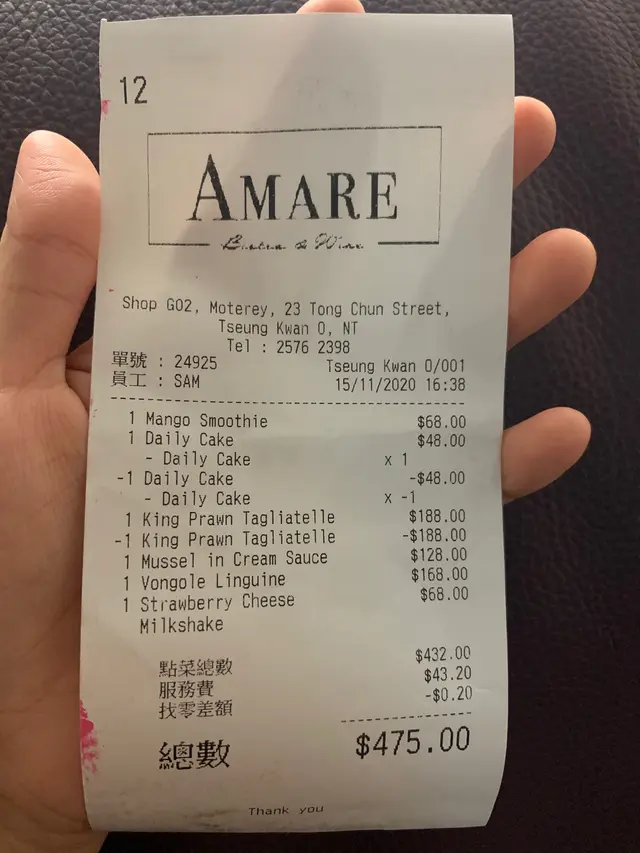 12
AMARE
Bistro & Wine
Shop G02, Moterey, 23 Tong Chun Street,
Tseung Kwan O, NT
Tel : 2576 2398
單號 : 24925 Tseung Kwan O/001
員工 : SAM 15/11/2020 16:38
1 Mango Smoothie $68.00
1 Daily Cake $48.00
- Daily Cake x 1
-1 Daily Cake -$48.00
- Daily Cake x -1
1 King Prawn Tagliatelle $188.00
-1 King Prawn Tagliatelle -$188.00
1 Mussel in Cream Sauce $128.00
1 Vongole Linguine $168.00
1 Strawberry Cheese $68.00
Milkshake
點菜總數 $432.00
服務費 $43.20
找零差額 -$0.20
總數 $475.00
Thank you